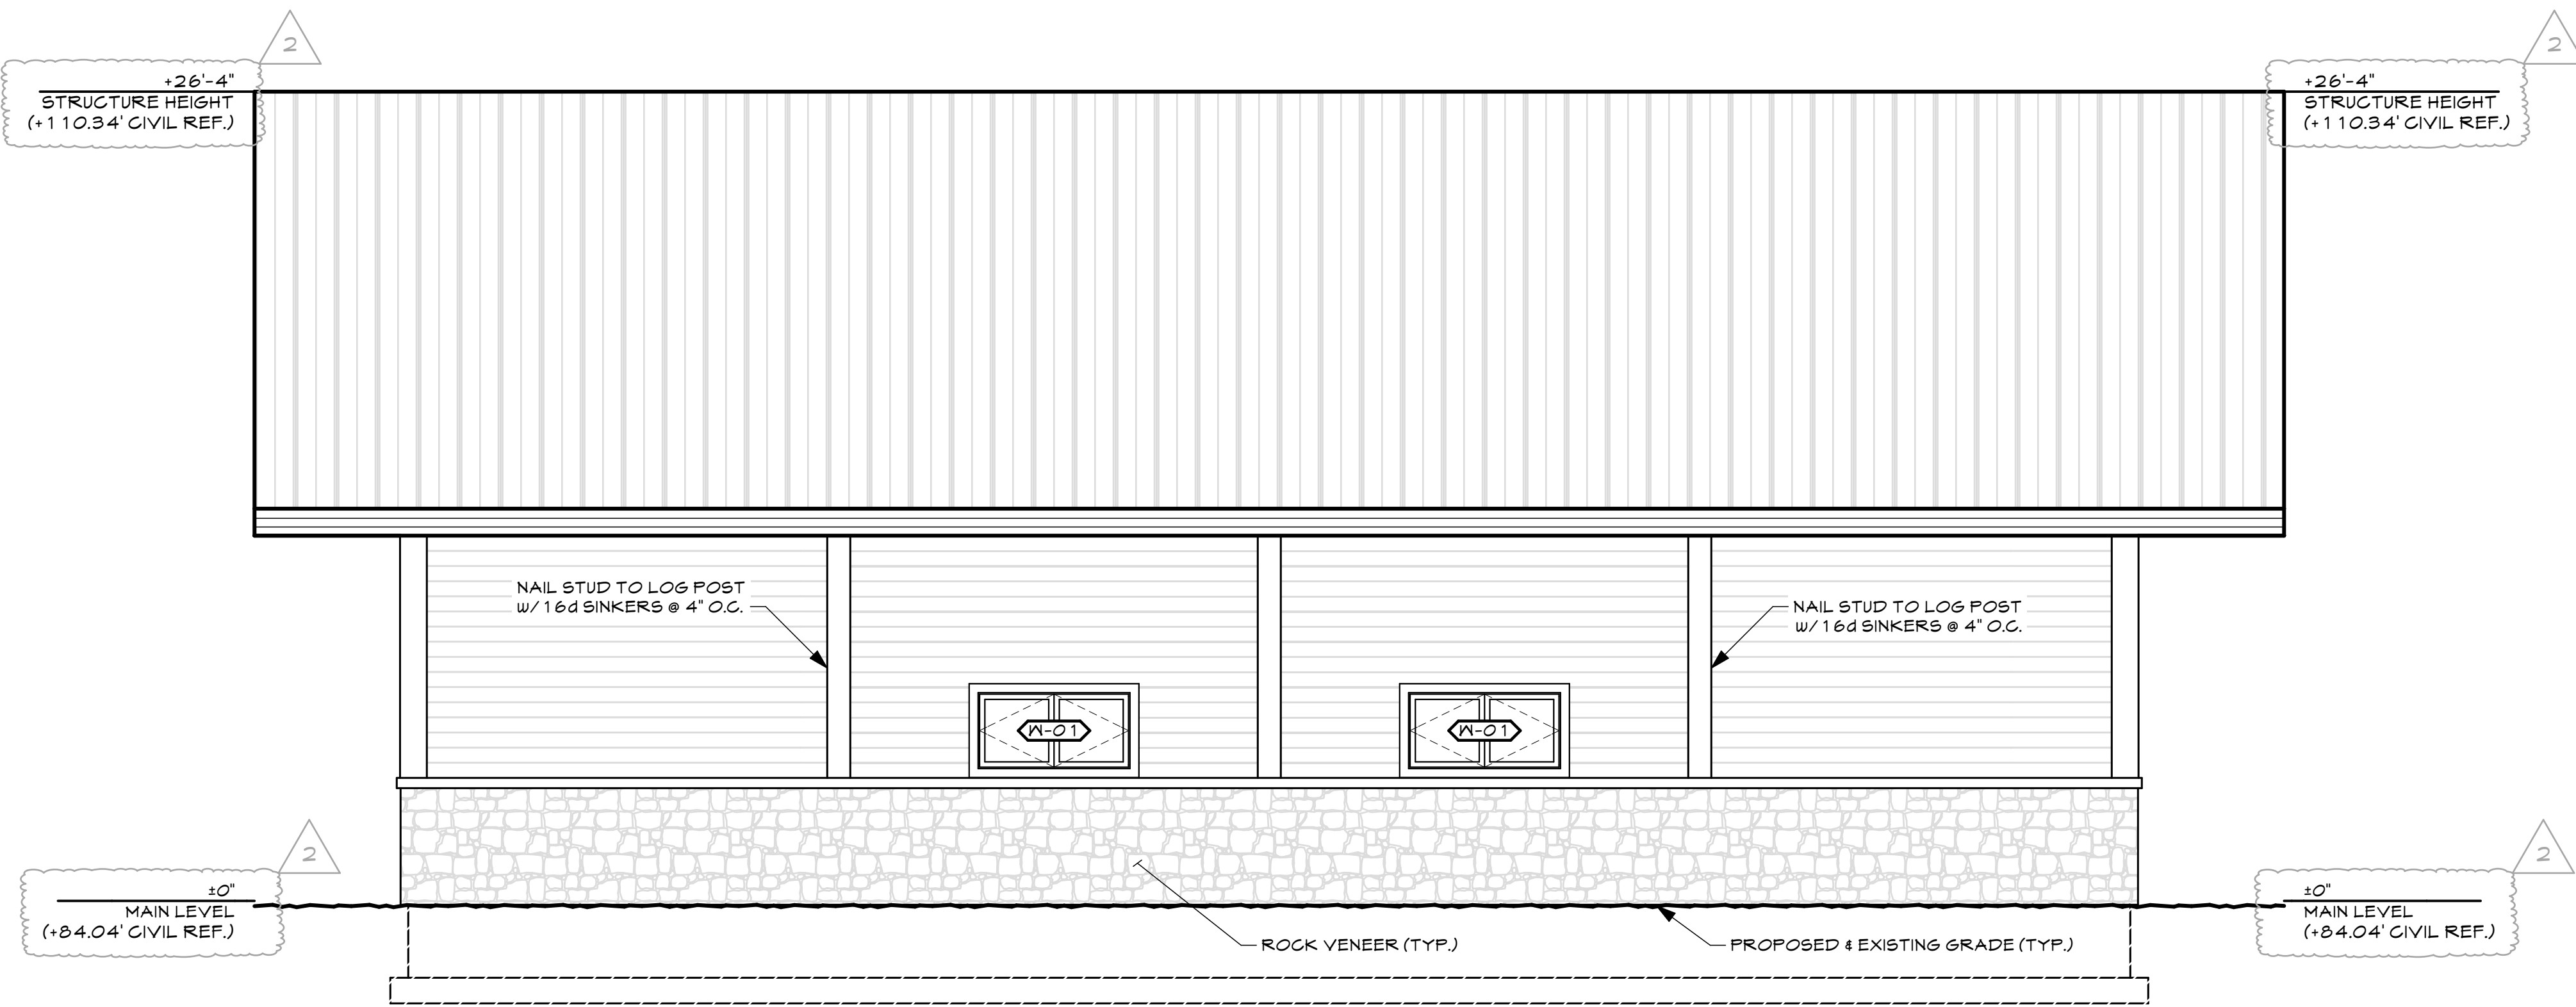 2
+26'-4"
STRUCTURE HEIGHT
(+110.34' CIVIL REF.)
2
+26'-4"
STRUCTURE HEIGHT
(+110.34' CIVIL REF.)
NAIL STUD TO LOG POST
w/ 16d SINKERS @ 4" O.C.
NAIL STUD TO LOG POST
w/ 16d SINKERS @ 4" O.C.
W-01
W-01
2
±0"
MAIN LEVEL
(+84.04' CIVIL REF.)
2
±0"
MAIN LEVEL
(+84.04' CIVIL REF.)
ROCK VENEER (TYP.)
PROPOSED & EXISTING GRADE (TYP.)